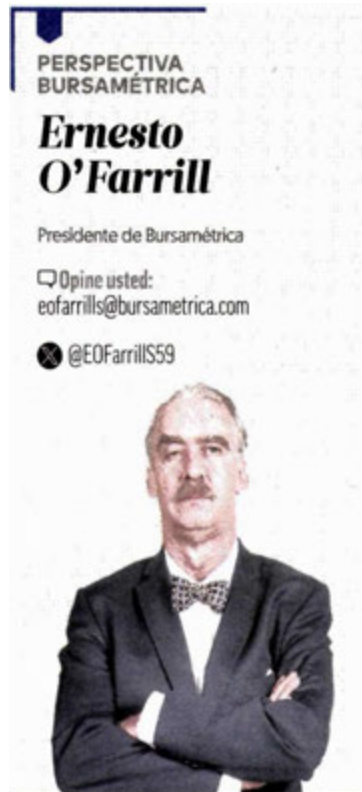 PERSPECTIVA
BURSAMÉTRICA
Ernesto
O’Farrill
Presidente de Bursamétrica
Opine usted:
eofarrills@bursametrica.com
@EOFarrillS59